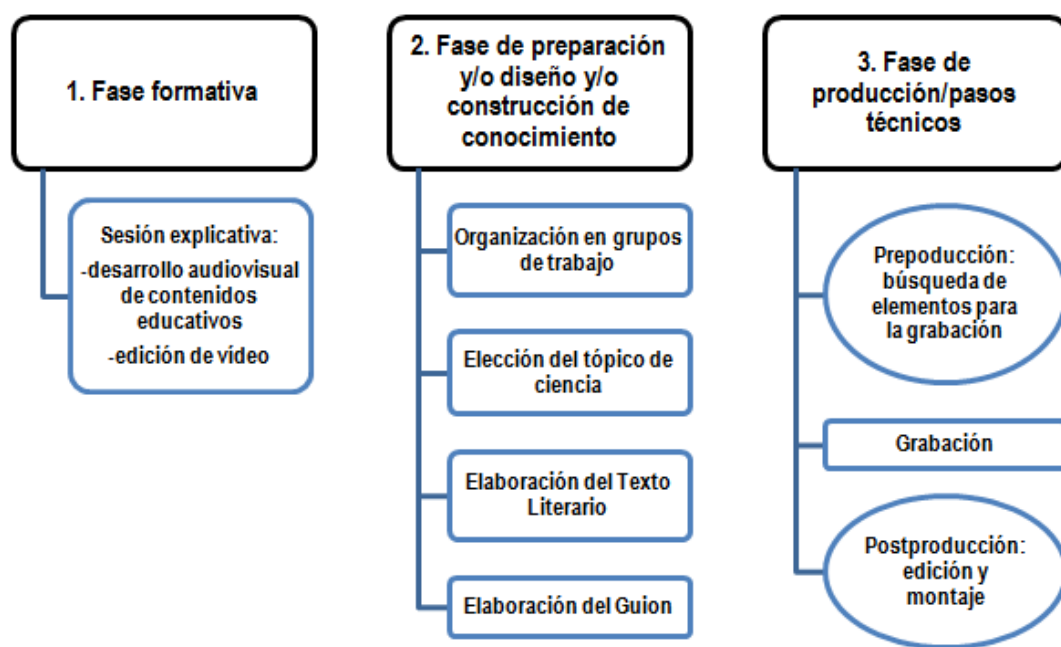 1. Fase formativa
Sesión explicativa:
-desarrollo audiovisual
de contenidos
educativos
-edición de vídeo
2. Fase de preparación
y/o diseño y/o
construcción de
conocimiento
Organización en grupos
de trabajo
Elección del tópico de
ciencia
Elaboración del Texto
Literario
Elaboración del Guion
3. Fase de
producción/pasos
técnicos
Prepoducción:
búsqueda de
elementos para
la grabación
Grabación
Postproducción:
edición y
montaje